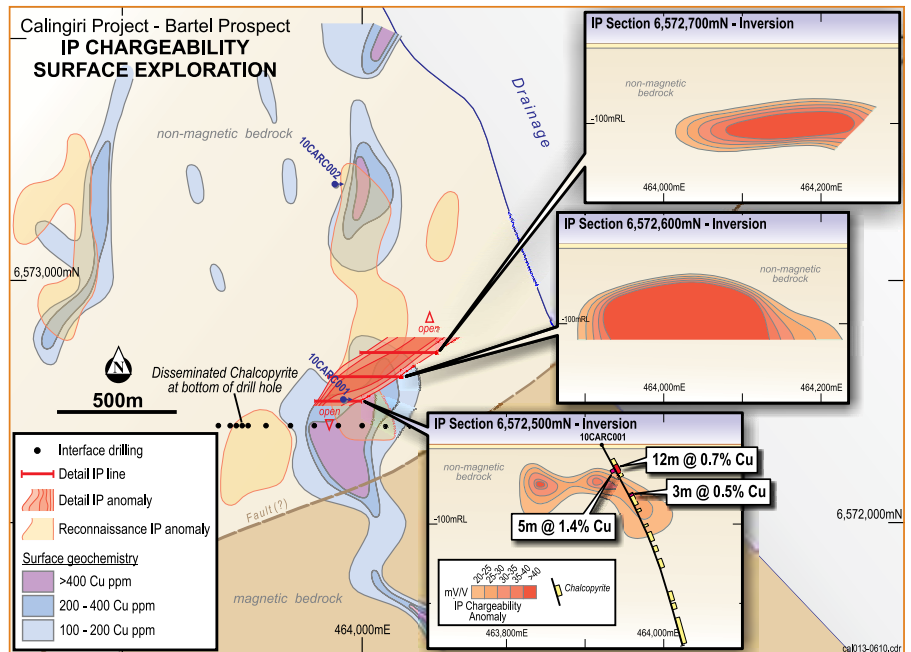 Calingiri Project - Bartel Prospect
IP CHARGEABILITY
SURFACE EXPLORATION
non-magnetic bedrock
10CARC002
Drainage
6,573,000mN
open
10CARC001
open
Disseminated Chalcopyrite
at bottom of drill hole
N
500m
Fault (?)
magnetic bedrock
464,000mE
6,572,000mN
IP Section 6,572,700mN - Inversion
non-magnetic
bedrock
-100mRL
464,000mE
464,200mE
IP Section 6,572,600mN - Inversion
non-magnetic
bedrock
-100mRL
464,000mE
464,200mE
IP Section 6,572,500mN - Inversion
10CARC001
non-magnetic
bedrock
12m @ 0.7% Cu
3m @ 0.5% Cu
5m @ 1.4% Cu
-100mRL
20-25
25-30
30-35
35-40
>40
mV/V
IP Chargeability
Anomaly
Chalcopyrite
463,800mE
464,000mE
Interface drilling
Detail IP line
Detail IP anomaly
Reconnaissance IP anomaly
Surface geochemistry
>400 Cu ppm
200 - 400 Cu ppm
100 - 200 Cu ppm
cal013-0610.cdr